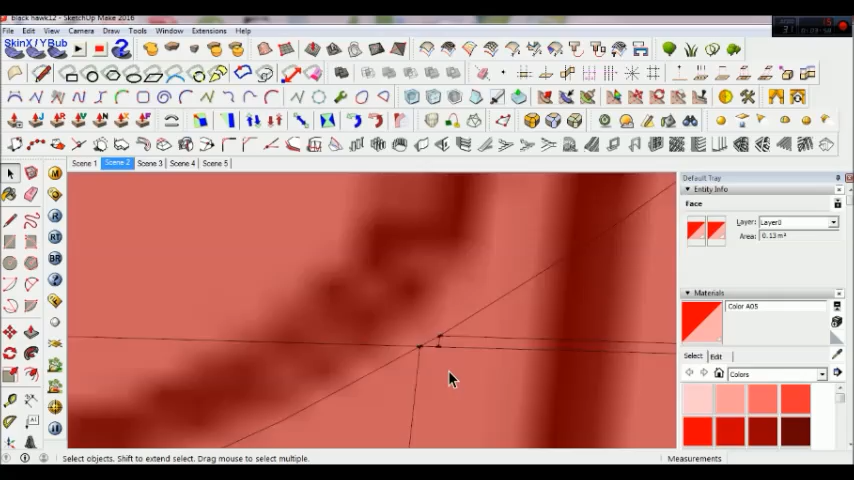 black hawk12 - SketchUp Make 2016
File Edit View Camera Draw Tools Window Extensions Help
SkinX / YBub
Scene 1 Scene 2 Scene 3 Scene 4 Scene 5
Default Tray
Entity Info
Face
Layer: Layer0
Area: 0.13 m²
Materials
Color A05
Select Edit
Colors
Select objects. Shift to extend select. Drag mouse to select multiple.
Measurements